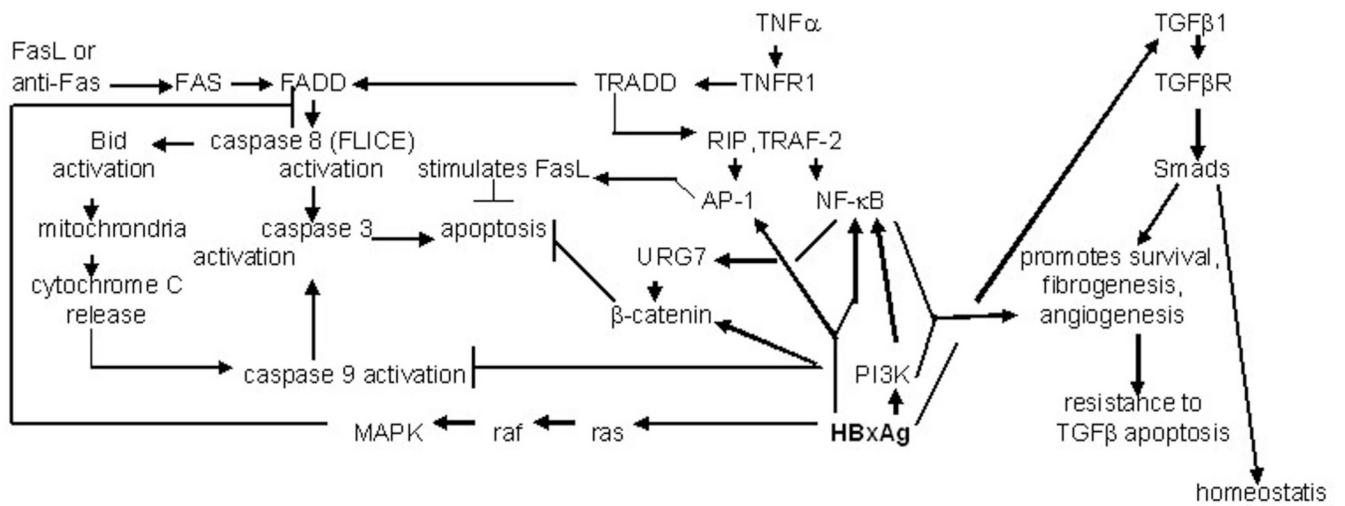 TNFα
TGFβ1
FasL or
anti-Fas
FAS
FADD
TRADD
TNFR1
TGFβR
Bid
activation
caspase 8 (FLICE)
activation
stimulates FasL
RIP, TRAF-2
Smads
AP-1
NF-κB
mitochrondria
caspase 3
activation
apoptosis
URG7
promotes survival,
fibrogenesis,
angiogenesis
cytochrome C
release
β-catenin
caspase 9 activation
PI3K
resistance to
TGFβ apoptosis
MAPK
raf
ras
HBxAg
homeostatis